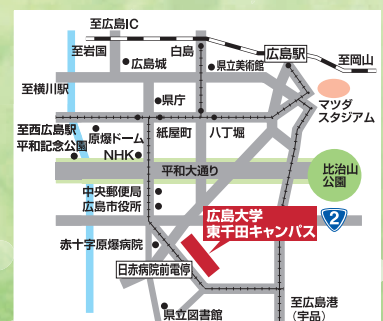 至広島IC
至岩国
白島
広島駅
至岡山
広島城
県立美術館
至横川駅
県庁
マツダ
スタジアム
至西広島駅
原爆ドーム
紙屋町
八丁堀
平和記念公園
NHK
平和大通り
比治山
公園
中央郵便局
広島市役所
広島大学
東千田キャンパス
2
赤十字原爆病院
日赤病院前電停
県立図書館
至広島港
(宇品)